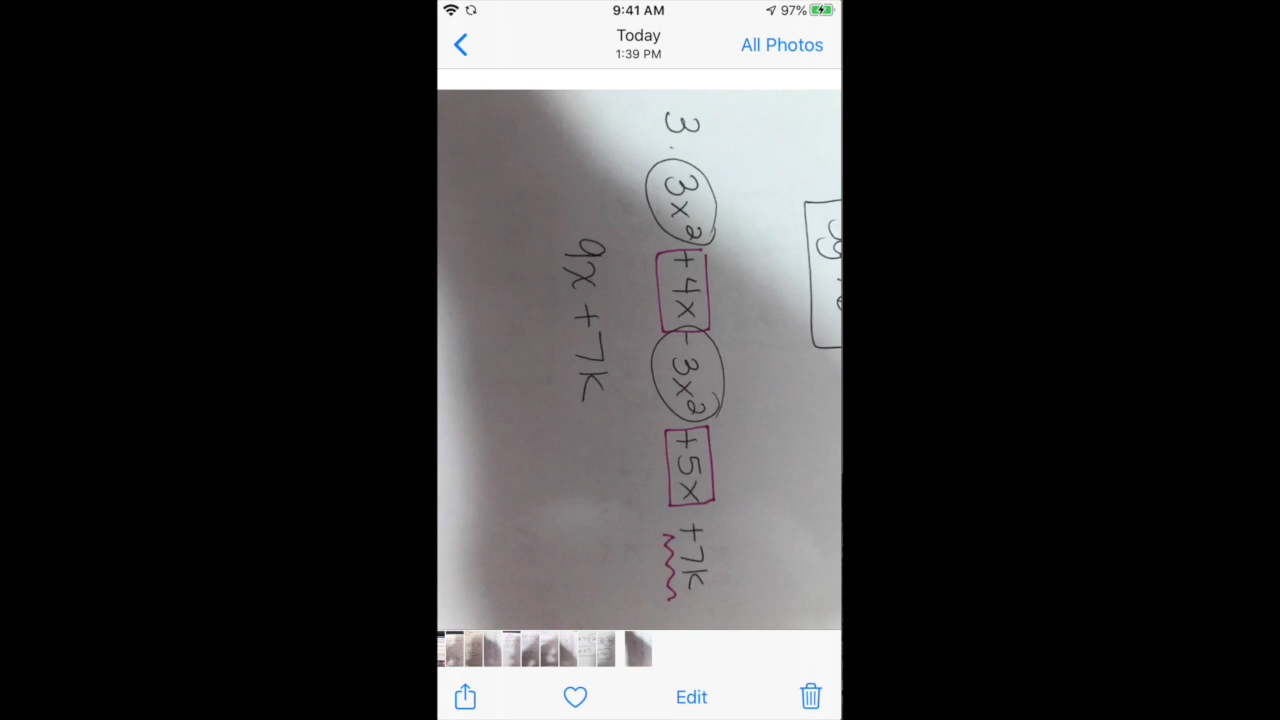 9:41 AM
97%
Today
1:39 PM
All Photos
3. 3x2 +4x -3x2 +5x +7k
9x +7k
Edit